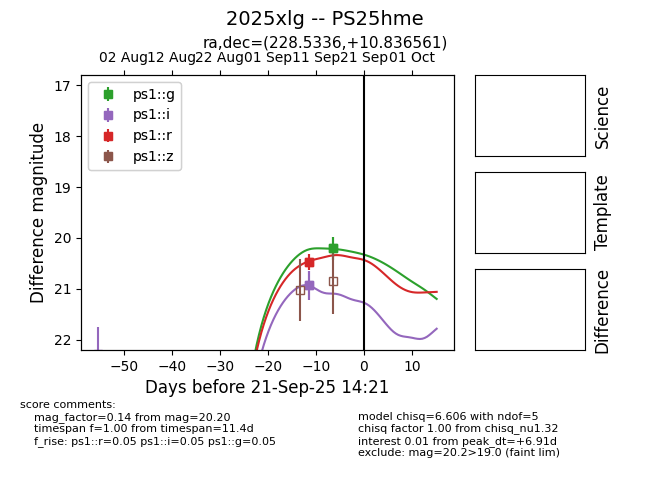 2025xlg -- PS25hme
ra,dec=(228.5336,+10.836561)
02 Aug12 Aug22 Aug01 Sep11 Sep21 Sep01 Oct
ps1::g
ps1::i
ps1::r
ps1::z
17
18
19
20
21
22
Difference magnitude
−50 −40 −30 −20 −10 0 10
Days before 21-Sep-25 14:21
Science
Template
Difference
score comments:
mag_factor=0.14 from mag=20.20
timespan f=1.00 from timespan=11.4d
f_rise: ps1::r=0.05 ps1::i=0.05 ps1::g=0.05
model chisq=6.606 with ndof=5
chisq factor 1.00 from chisq_nu1.32
interest 0.01 from peak_dt=+6.91d
exclude: mag=20.2>19.0 (faint lim)